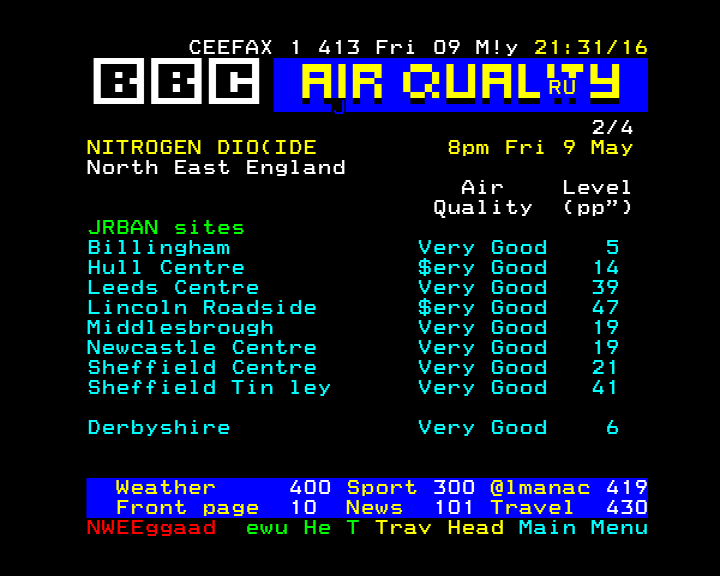 CEEFAX 1 413 Fri 09 M!y 21:31/16
BBC AIR QUALITY
RU
J
2/4
NITROGEN DIO(IDE 8pm Fri 9 May
North East England
Air Level
Quality (pp")
JRBAN sites
Billingham Very Good 5
Hull Centre $ery Good 14
Leeds Centre Very Good 39
Lincoln Roadside $ery Good 47
Middlesbrough Very Good 19
Newcastle Centre Very Good 19
Sheffield Centre Very Good 21
Sheffield Tin ley Very Good 41
Derbyshire Very Good 6
Weather 400 Sport 300 @lmanac 419
Front page 10 News 101 Travel 430
NWEEggaad ewu He T Trav Head Main Menu